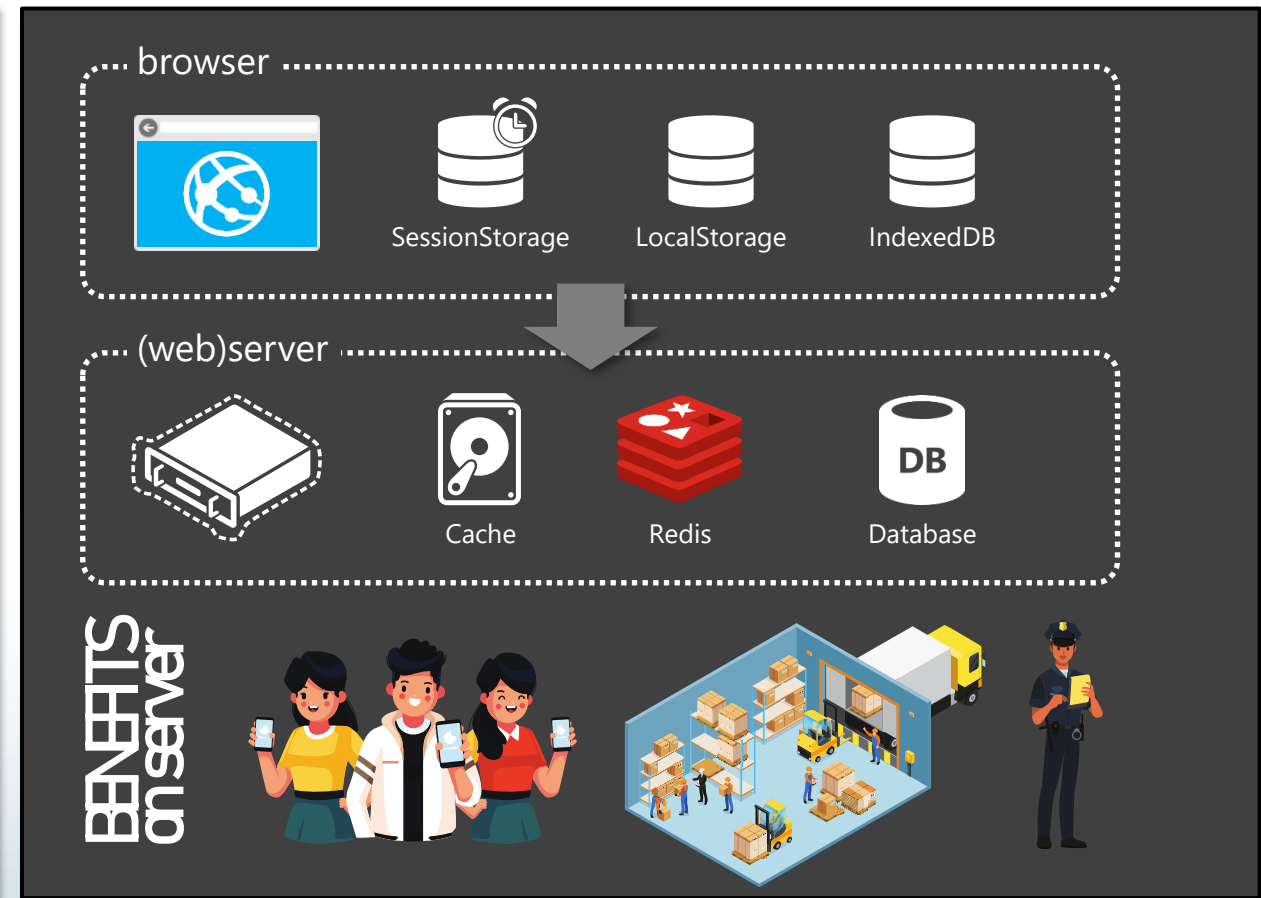 browser
SessionStorage
LocalStorage
IndexedDB
(web)server
DB
Cache
Redis
Database
BENEFITS
on server